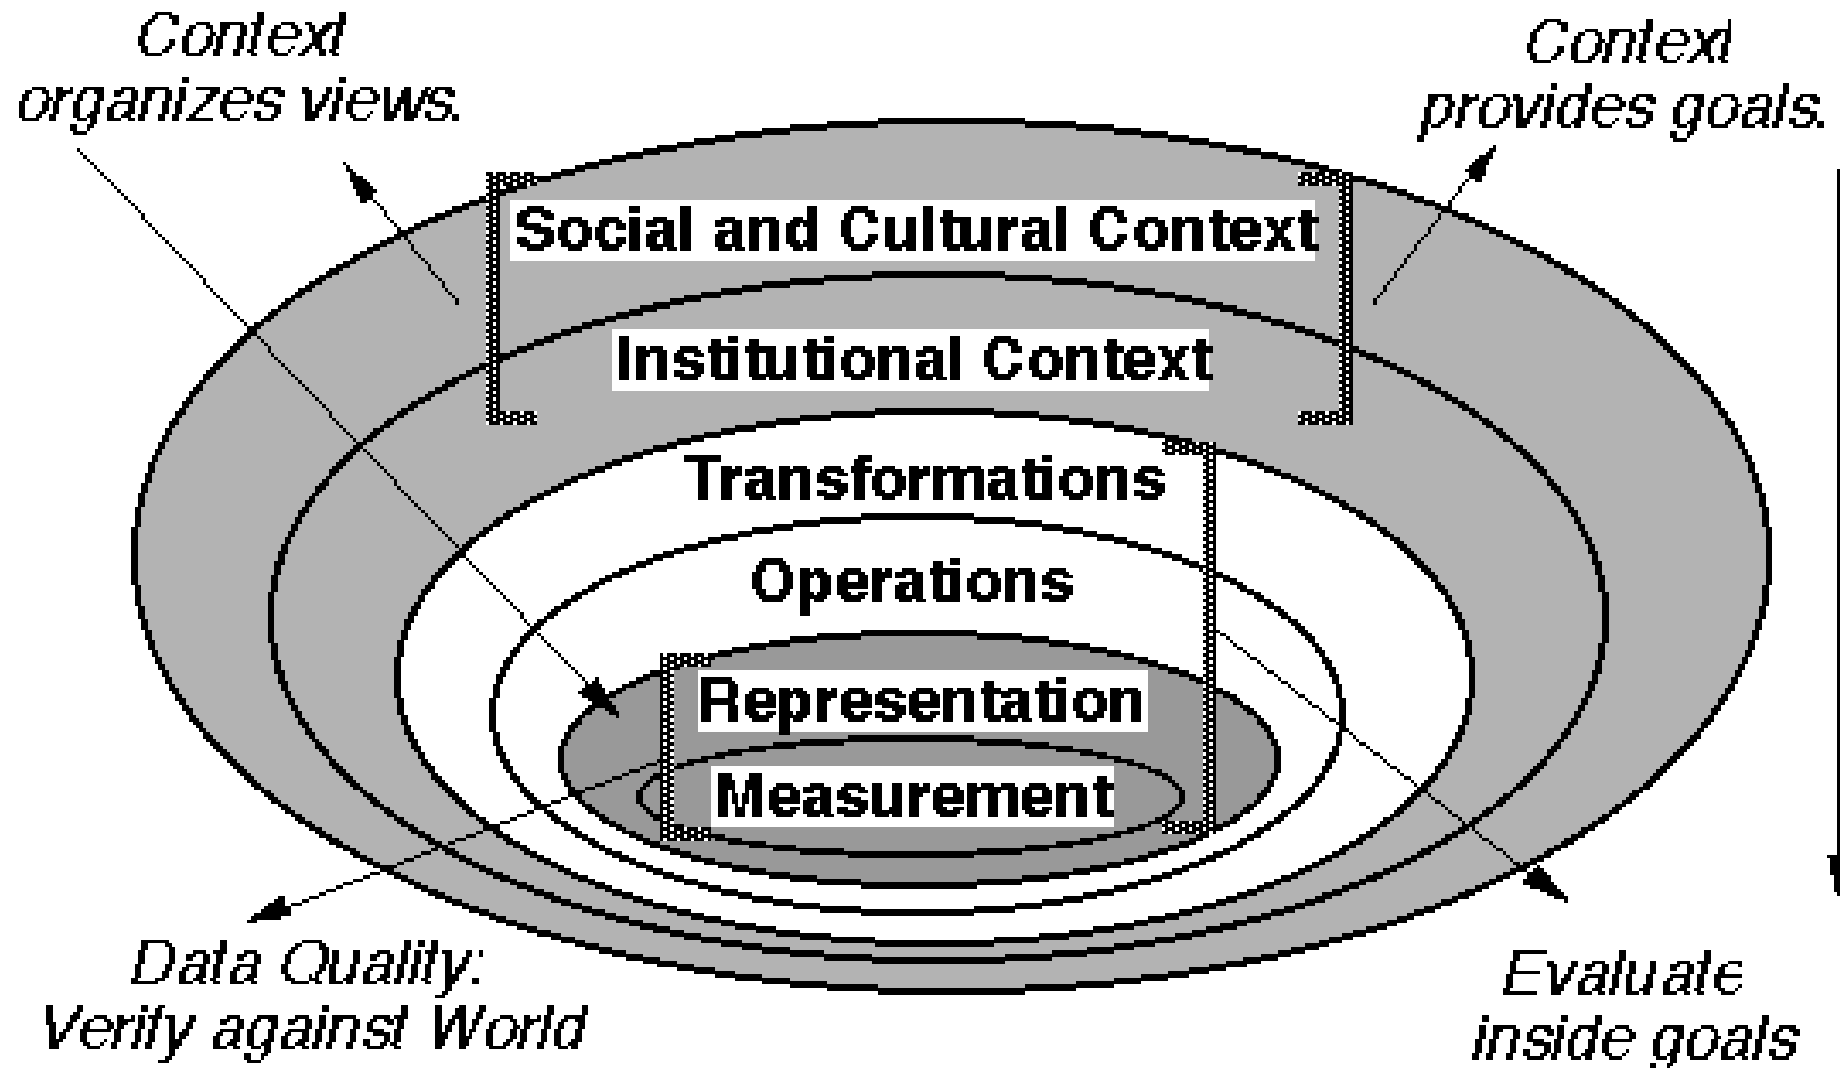 Context
organizes views.
Context
provides goals.
Social and Cultural Context
Institutional Context
Transformations
Operations
Representation
Measurement
Data Quality:
Verify against World
Evaluate
inside goals